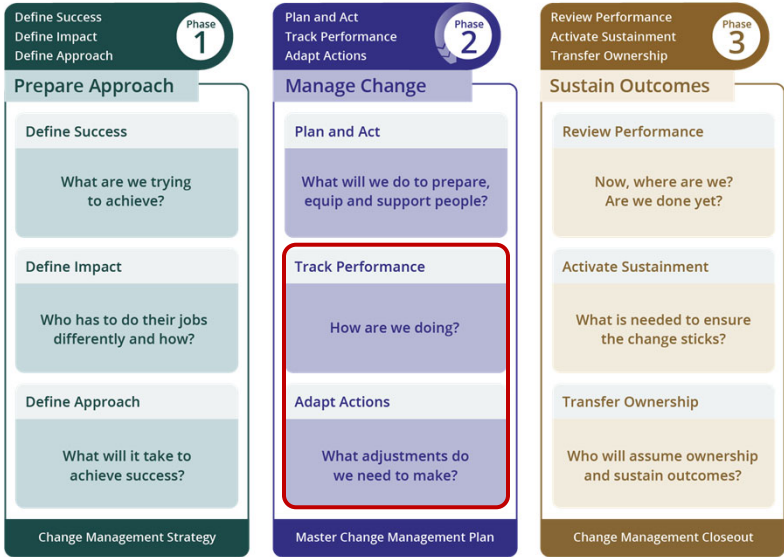 Define Success
Define Impact
Define Approach
Phase
1
Prepare Approach
Define Success
What are we trying
to achieve?
Define Impact
Who has to do their jobs
differently and how?
Define Approach
What will it take to
achieve success?
Change Management Strategy
Plan and Act
Track Performance
Adapt Actions
Phase
2
Manage Change
Plan and Act
What will we do to prepare,
equip and support people?
Track Performance
How are we doing?
Adapt Actions
What adjustments do
we need to make?
Master Change Management Plan
Review Performance
Activate Sustainment
Transfer Ownership
Phase
3
Sustain Outcomes
Review Performance
Now, where are we?
Are we done yet?
Activate Sustainment
What is needed to ensure
the change sticks?
Transfer Ownership
Who will assume ownership
and sustain outcomes?
Change Management Closeout